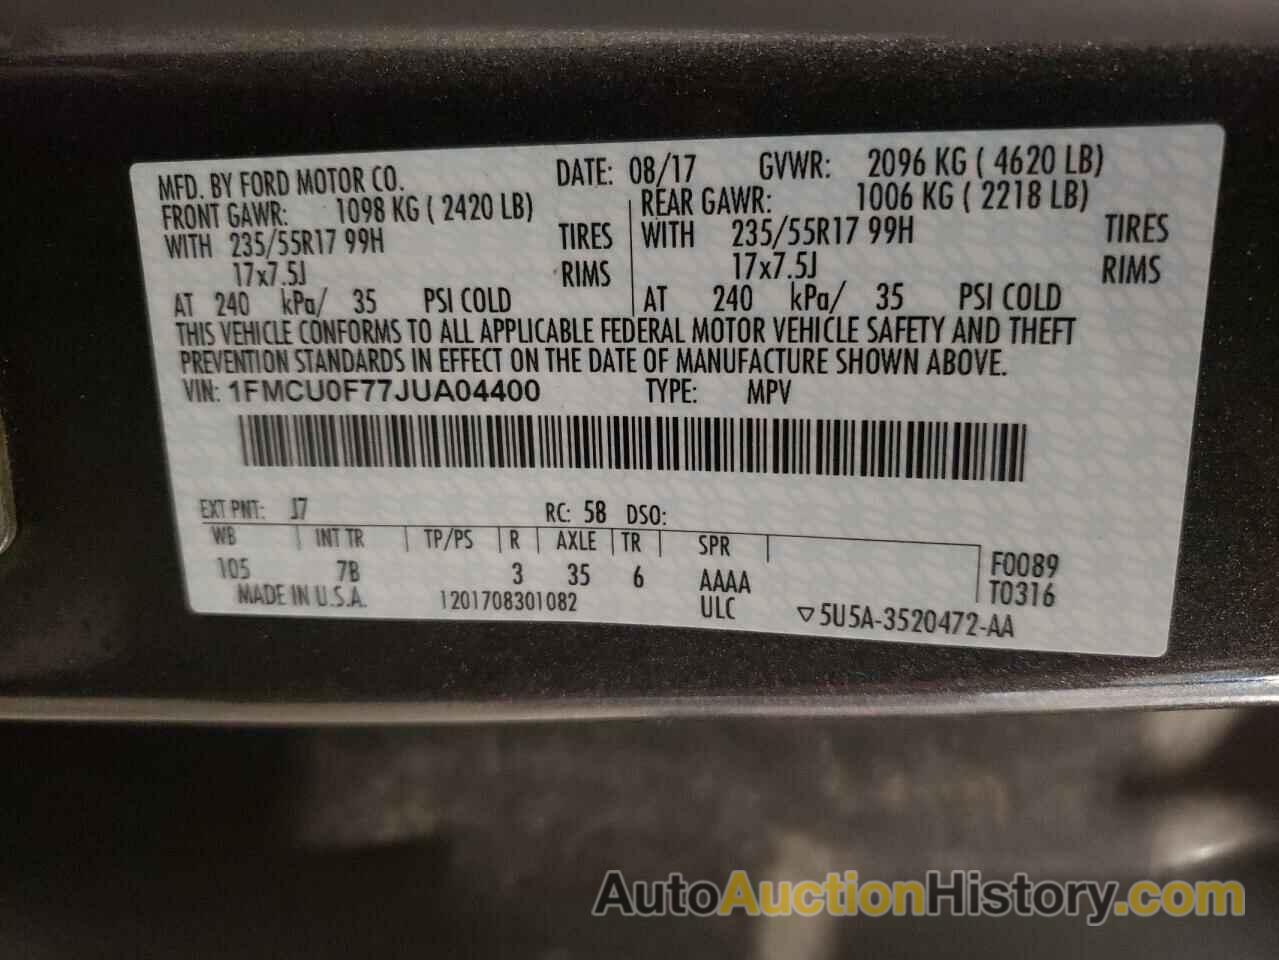 MFD. BY FORD MOTOR CO. DATE: 08/17 GVWR: 2096 KG ( 4620 LB)
FRONT GAWR: 1098 KG ( 2420 LB) REAR GAWR: 1006 KG ( 2218 LB)
WITH 235/55R17 99H TIRES WITH 235/55R17 99H TIRES
17x7.5J RIMS 17x7.5J RIMS
AT 240 kPa/ 35 PSI COLD AT 240 kPa/ 35 PSI COLD
THIS VEHICLE CONFORMS TO ALL APPLICABLE FEDERAL MOTOR VEHICLE SAFETY AND THEFT
PREVENTION STANDARDS IN EFFECT ON THE DATE OF MANUFACTURE SHOWN ABOVE.
VIN: 1FMCU0F77JUA04400 TYPE: MPV
EXT PNT: J7 RC: 58 DSO:
WB INT TR TP/PS R AXLE TR SPR F0089
105 7B 3 35 6 AAAA T0316
MADE IN U.S.A. 1201708301082 ULC ▽5U5A-3520472-AA
AutoAuctionHistory.com